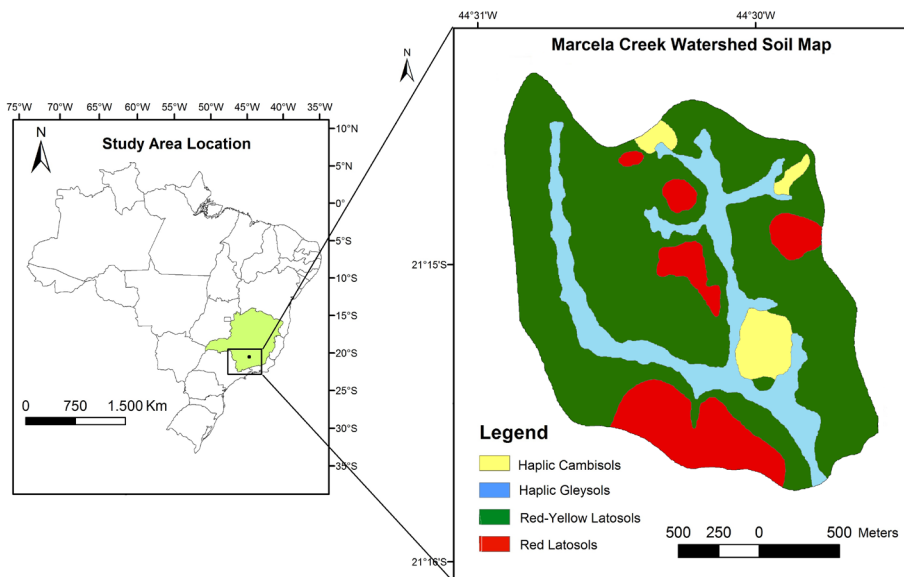 44°31'
44°30'
Marcela Creek Watershed Soil Map
N
75°W 70°W 60°W 50°W 45°W 40°W 35°W
N
Study Area Location
10°N
5°N
0°
5°S
10°S
15°S
20°S
25°S
30°S
35°S
0 750 1.500 Km
21°15'
21°16'S
Legend
Haplic Cambisols
Haplic Gleysols
Red-Yellow Latosols
Red Latosols
500 250 0 500 Meters